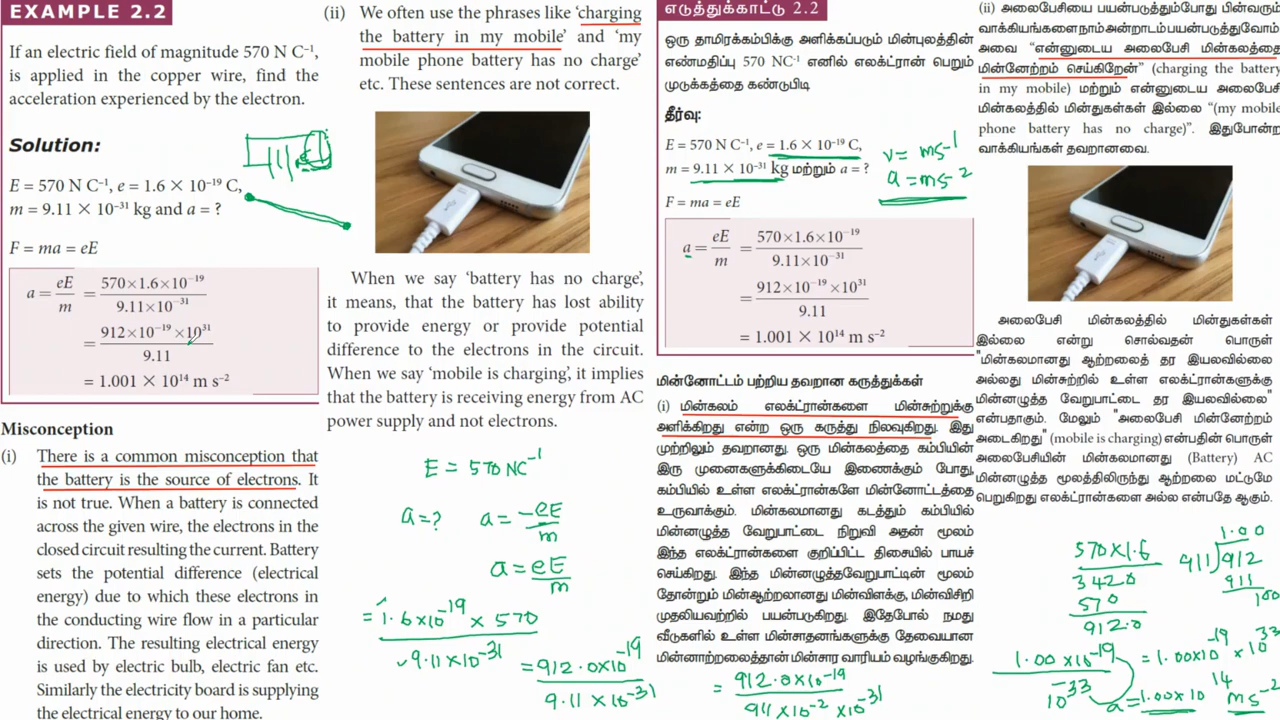 EXAMPLE 2.2
If an electric field of magnitude 570 N C⁻¹,
is applied in the copper wire, find the
acceleration experienced by the electron.
Solution:
E = 570 N C⁻¹, e = 1.6 × 10⁻¹⁹ C,
m = 9.11 × 10⁻³¹ kg and a = ?
F = ma = eE
a = eE/m = 570×1.6×10⁻¹⁹/9.11×10⁻³¹
= 912×10⁻¹⁹×10³¹/9.11
= 1.001 × 10¹⁴ m s⁻²
Misconception
(i) There is a common misconception that
the battery is the source of electrons. It
is not true. When a battery is connected
across the given wire, the electrons in the
closed circuit resulting the current. Battery
sets the potential difference (electrical
energy) due to which these electrons in
the conducting wire flow in a particular
direction. The resulting electrical energy
is used by electric bulb, electric fan etc.
Similarly the electricity board is supplying
the electrical energy to our home.
(ii) We often use the phrases like ‘charging
the battery in my mobile’ and ‘my
mobile phone battery has no charge’
etc. These sentences are not correct.
When we say ‘battery has no charge’,
it means, that the battery has lost ability
to provide energy or provide potential
difference to the electrons in the circuit.
When we say ‘mobile is charging’, it implies
that the battery is receiving energy from AC
power supply and not electrons.
E = 570 NC⁻¹
a = ? a = -eE/m
a = eE/m
= 1.6×10⁻¹⁹ × 570/9.11×10⁻³¹
= 912.0×10⁻¹⁹/9.11×10⁻³¹
எடுத்துக்காட்டு 2.2
ஒரு தாமிரக்கம்பிக்கு அளிக்கப்படும் மின்புலத்தின்
எண்மதிப்பு 570 NC⁻¹ எனில் எலக்ட்ரான் பெறும்
முடுக்கத்தை கண்டுபிடி
தீர்வு:
E = 570 N C⁻¹, e = 1.6 × 10⁻¹⁹ C,
m = 9.11 × 10⁻³¹ kg மற்றும் a = ?
v = ms⁻¹
a = ms⁻²
F = ma = eE
a = eE/m = 570×1.6×10⁻¹⁹/9.11×10⁻³¹
= 912×10⁻¹⁹×10³¹/9.11
= 1.001 × 10¹⁴ m s⁻²
மின்னோட்டம் பற்றிய தவறான கருத்துக்கள்
(i) மின்கலம் எலக்ட்ரான்களை மின்சுற்றுக்கு
அளிக்கிறது என்ற ஒரு கருத்து நிலவுகிறது. இது
முற்றிலும் தவறானது. ஒரு மின்கலத்தை கம்பியின்
இரு முனைகளுக்கிடையே இணைக்கும் போது,
கம்பியில் உள்ள எலக்ட்ரான்களே மின்னோட்டத்தை
உருவாக்கும். மின்கலமானது கடத்தும் கம்பியில்
மின்னழுத்த வேறுபாட்டை நிறுவி அதன் மூலம்
இந்த எலக்ட்ரான்களை குறிப்பிட்ட திசையில் பாயச்
செய்கிறது. இந்த மின்னழுத்தவேறுபாட்டின் மூலம்
தோன்றும் மின்ஆற்றலானது மின்விளக்கு, மின்விசிறி
முதலியவற்றில் பயன்படுகிறது. இதேபோல் நமது
வீடுகளில் உள்ள மின்சாதனங்களுக்கு தேவையான
மின்னாற்றலைத்தான் மின்சார வாரியம் வழங்குகிறது.
= 912.0×10⁻¹⁹/911×10⁻²×10⁻³¹
(ii) அலைபேசியை பயன்படுத்தும்போது பின்வரும்
வாக்கியங்களை நாம் அன்றாடம் பயன்படுத்துவோம்
அவை “என்னுடைய அலைபேசி மின்கலத்தை
மின்னேற்றம் செய்கிறேன்” (charging the battery
in my mobile) மற்றும் என்னுடைய அலைபேசி
மின்கலத்தில் மின்துகள்கள் இல்லை “(my mobile
phone battery has no charge)”. இதுபோன்ற
வாக்கியங்கள் தவறானவை.
அலைபேசி மின்கலத்தில் மின்துகள்கள்
இல்லை என்று சொல்வதன் பொருள்
"மின்கலமானது ஆற்றலைத் தர இயலவில்லை
அல்லது மின்சுற்றில் உள்ள எலக்ட்ரான்களுக்கு
மின்னழுத்த வேறுபாட்டை தர இயலவில்லை"
என்பதாகும். மேலும் "அலைபேசி மின்னேற்றம்
அடைகிறது" (mobile is charging) என்பதின் பொருள்
அலைபேசியின் மின்கலமானது (Battery) AC
மின்னழுத்த மூலத்திலிருந்து ஆற்றலை மட்டுமே
பெறுகிறது எலக்ட்ரான்களை அல்ல என்பதே ஆகும்.
570×1.6
3420
570
912.0
1.00
911)912
911
100
1.00×10⁻¹⁹/10⁻³³ = 1.00×10⁻¹⁹×10³³
a = 1.00×10¹⁴ ms⁻²